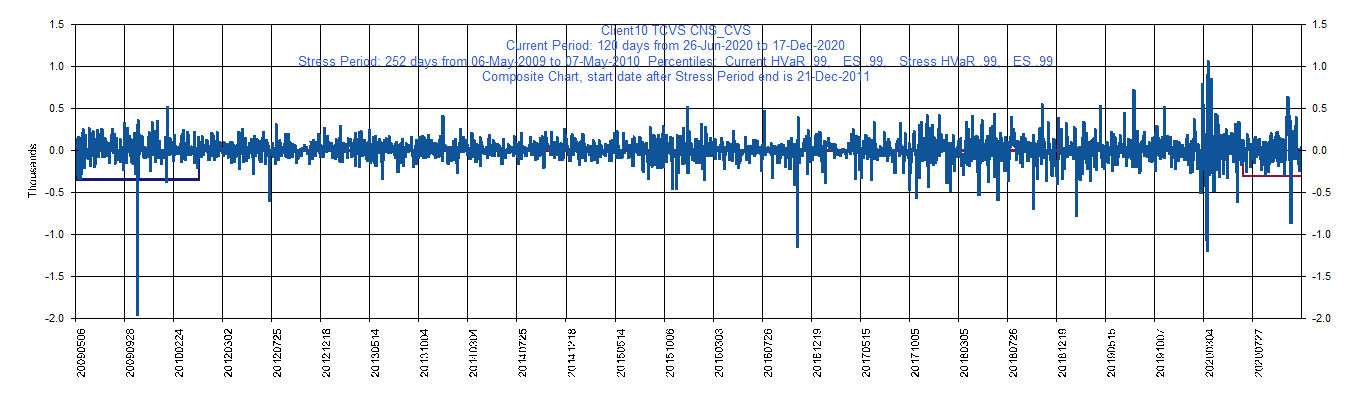 Client10 TCVS CNS_CVS
Current Period: 120 days from 26-Jun-2020 to 17-Dec-2020
Stress Period: 252 days from 06-May-2009 to 07-May-2010 Percentiles: Current HVaR .99, ES .99, Stress HVaR .99, ES .99
Composite Chart, start date after Stress Period end is 21-Dec-2011
1.5 1.5
1.0 1.0
0.5 0.5
0.0 0.0
-0.5 -0.5
-1.0 -1.0
-1.5 -1.5
-2.0 -2.0
Thousands
20090506 20090928 20100224 20120302 20120725 20121218 20130514 20131004 20140304 20140725 20141218 20150514 20151006 20160303 20160726 20161219 20170515 20171005 20180305 20180726 20181219 20190515 20191007 20200304 20200727